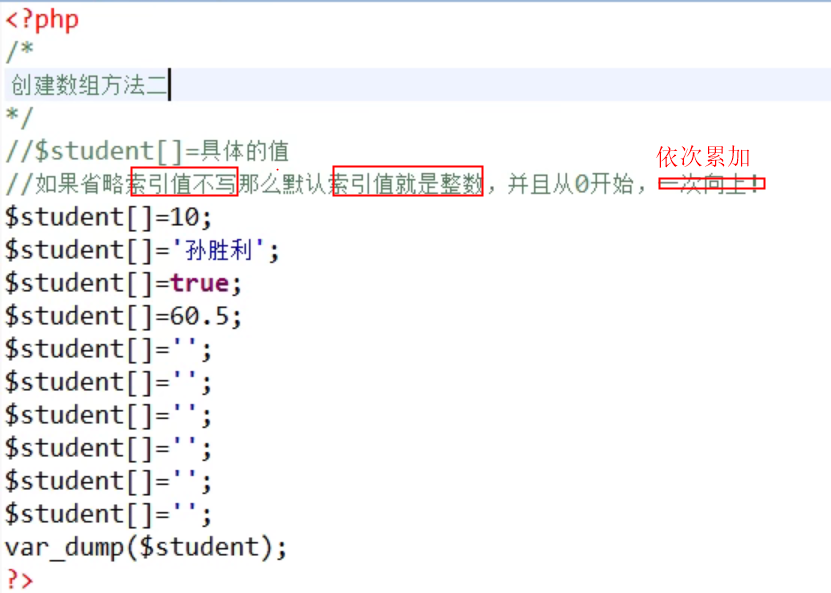 <?php
/*
创建数组方法二
*/
//$student[]=具体的值
依次累加
//如果省略索引值不写那么默认索引值就是整数，并且从0开始，一次向上！
$student[]=10;
$student[]='孙胜利';
$student[]=true;
$student[]=60.5;
$student[]='';
$student[]='';
$student[]='';
$student[]='';
$student[]='';
$student[]='';
var_dump($student);
?>